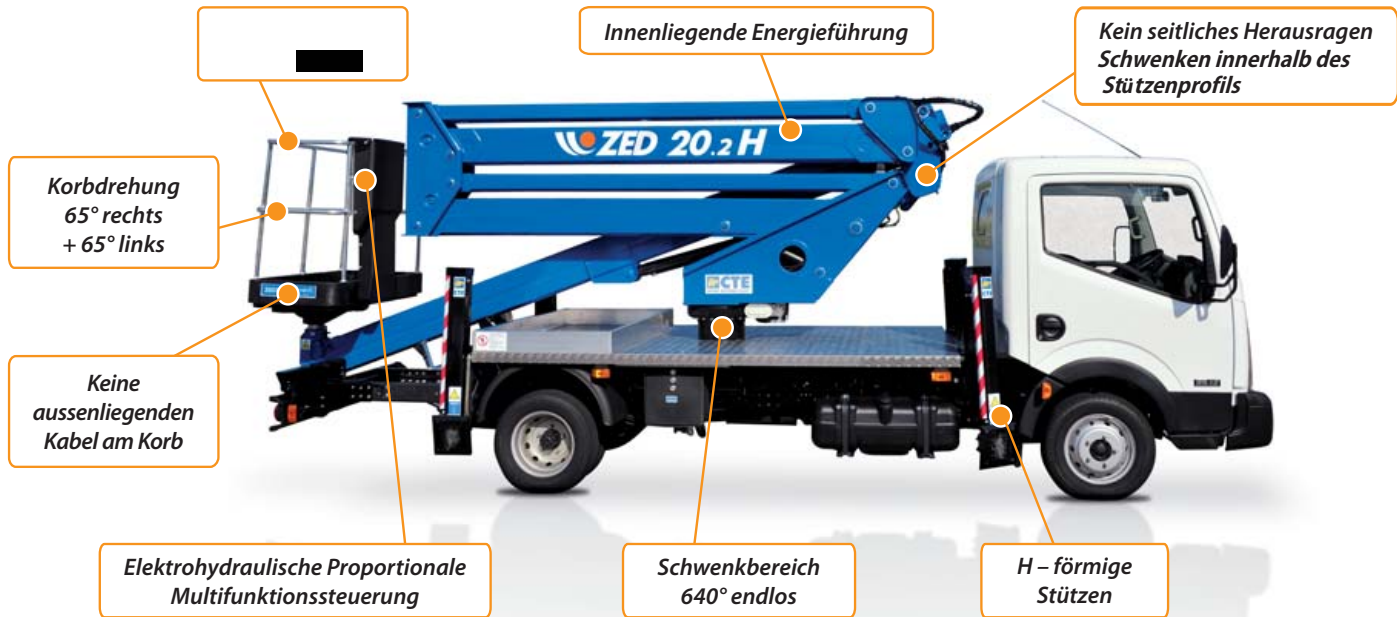 Innenliegende Energieführung
Kein seitliches Herausragen
Schwenken innerhalb des
Stützenprofils
ZED 20.2 H
Korbdrehung
65° rechts
+ 65° links
CTE
Keine
aussenliegenden
Kabel am Korb
Elektrohydraulische Proportionale
Multifunktionssteuerung
Schwenkbereich
640° endlos
H – förmige
Stützen